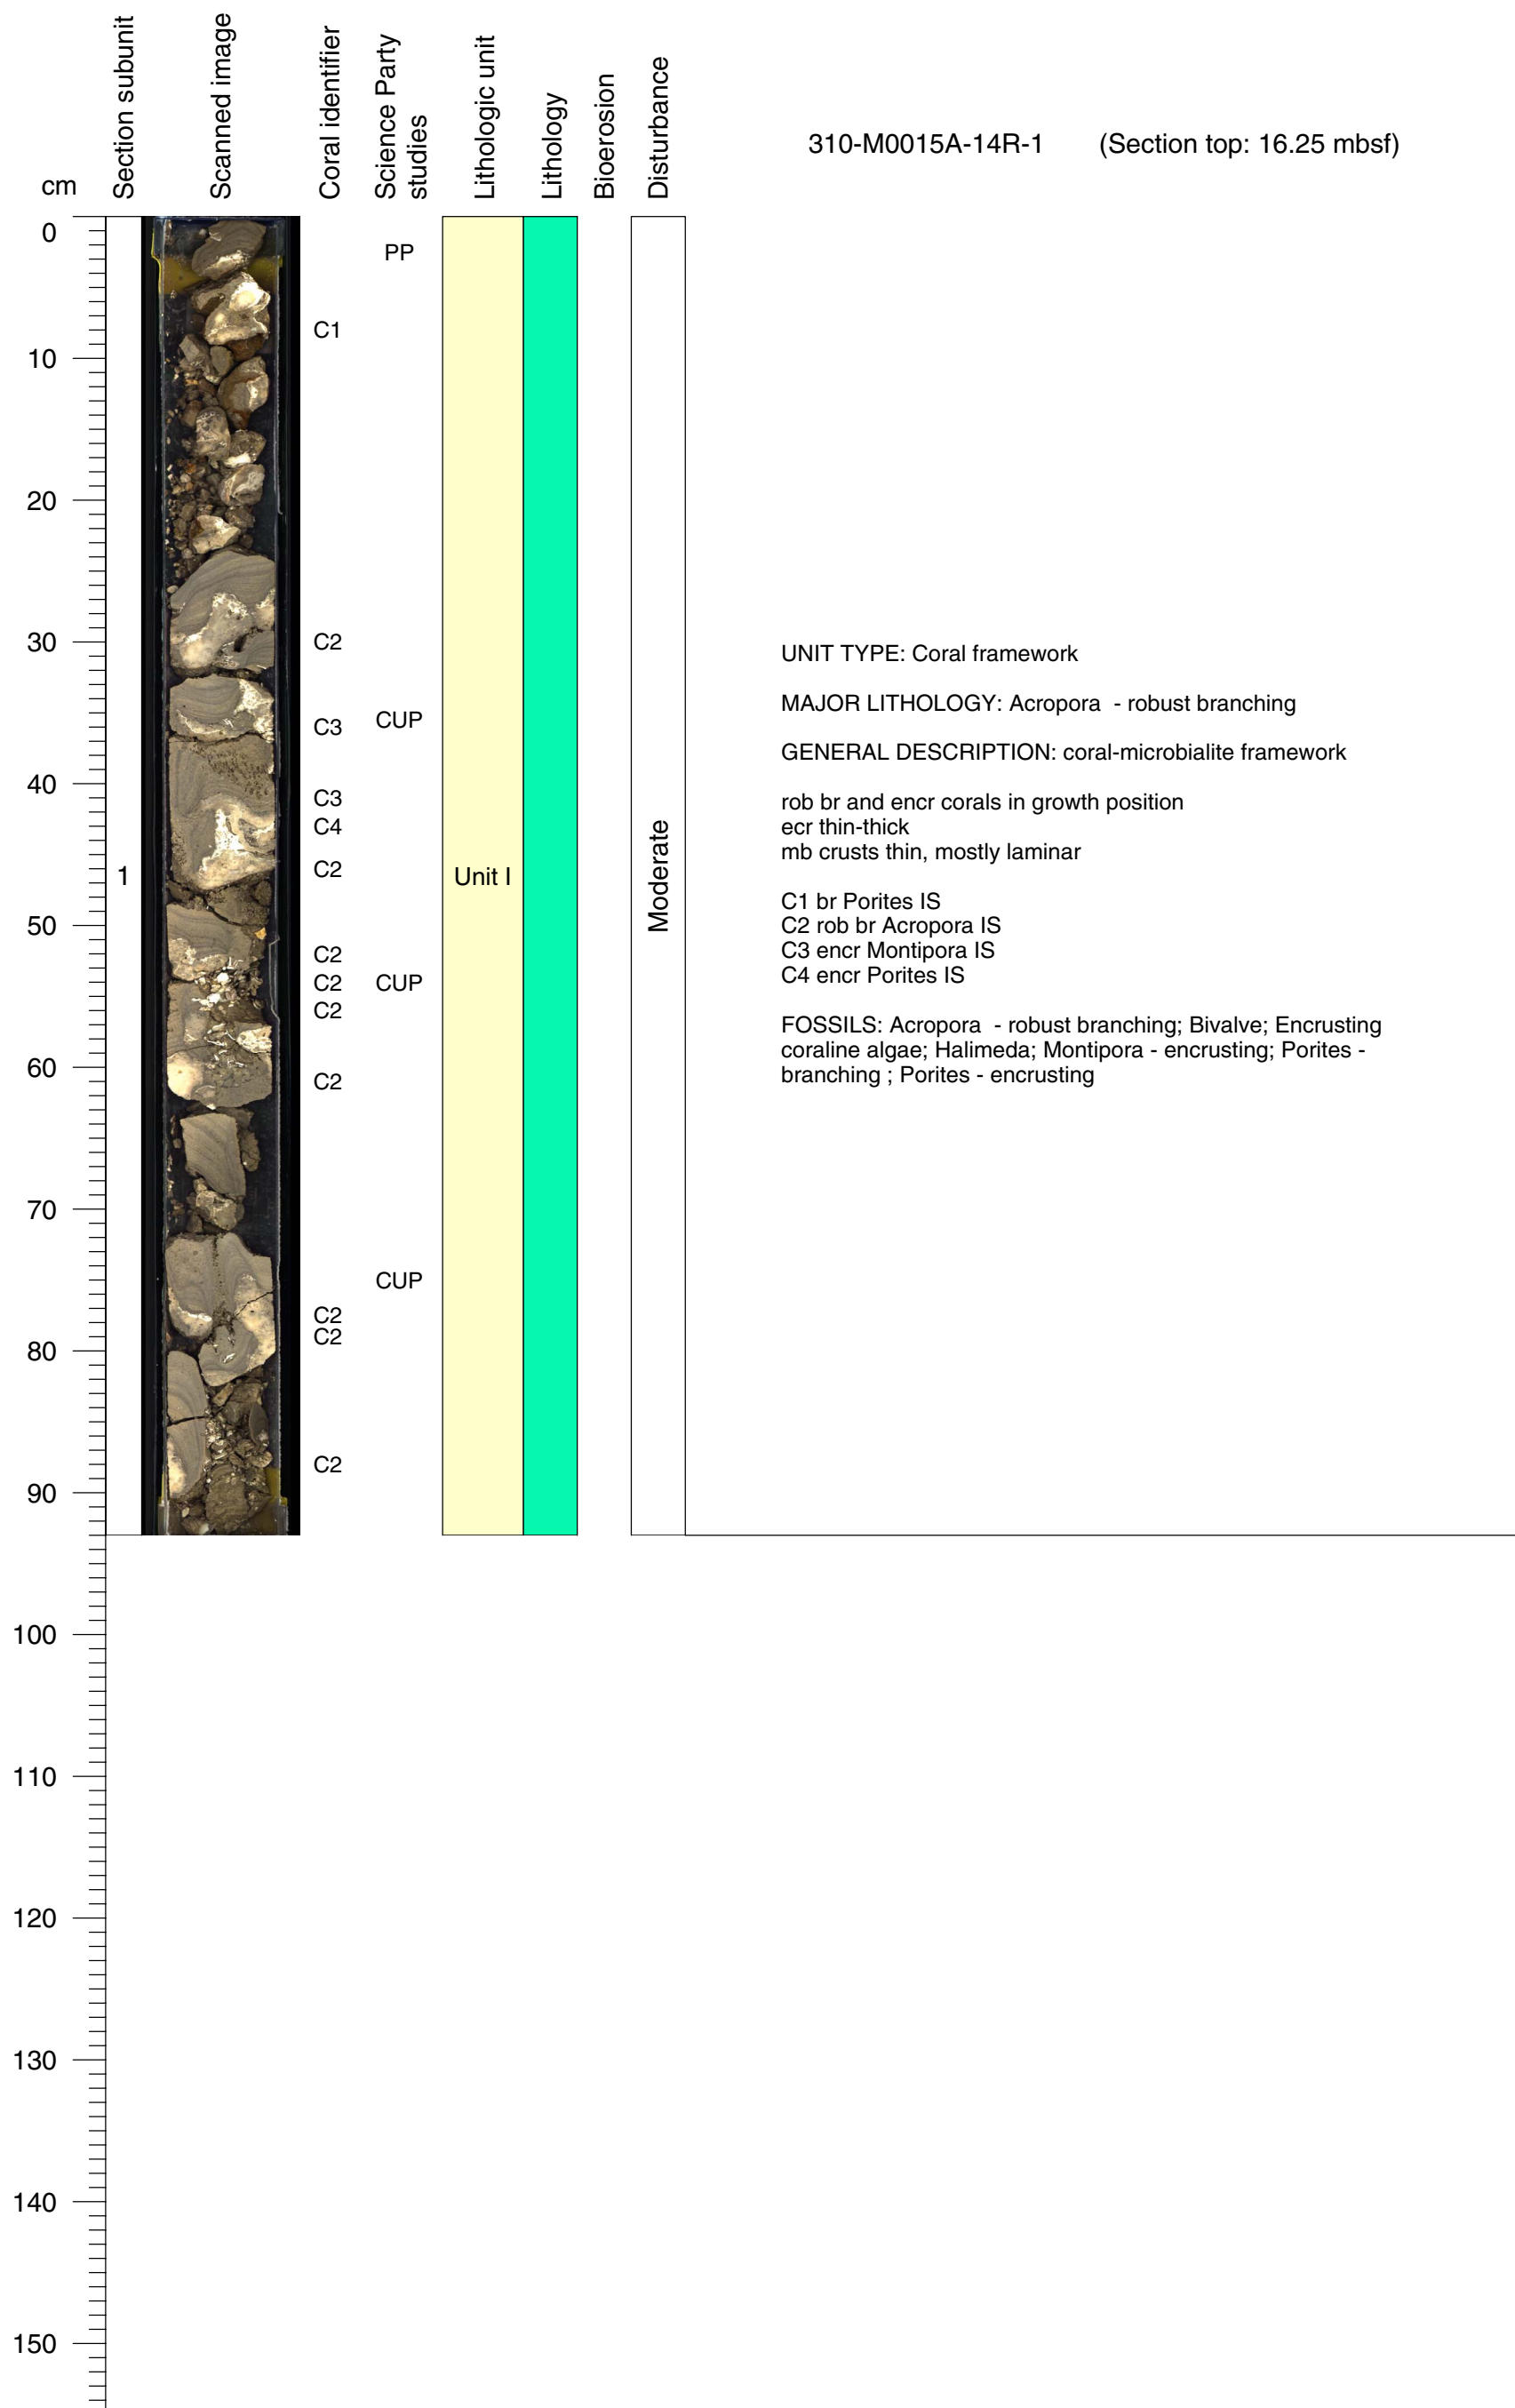 Section subunit
Scanned image
Coral identifier
Science Party
studies
Lithologic unit
Lithology
Bioerosion
Disturbance
310-M0015A-14R-1 (Section top: 16.25 mbsf)
cm
0
PP
C1
10
20
30
C2
CUP
C3
40
C3
C4
C2
1
Unit I
Moderate
50
C2
C2
CUP
C2
60
C2
70
CUP
C2
C2
80
C2
90
100
110
120
130
140
150
UNIT TYPE: Coral framework
MAJOR LITHOLOGY: Acropora - robust branching
GENERAL DESCRIPTION: coral-microbialite framework
rob br and encr corals in growth position
ecr thin-thick
mb crusts thin, mostly laminar
C1 br Porites IS
C2 rob br Acropora IS
C3 encr Montipora IS
C4 encr Porites IS
FOSSILS: Acropora - robust branching; Bivalve; Encrusting
coraline algae; Halimeda; Montipora - encrusting; Porites -
branching ; Porites - encrusting